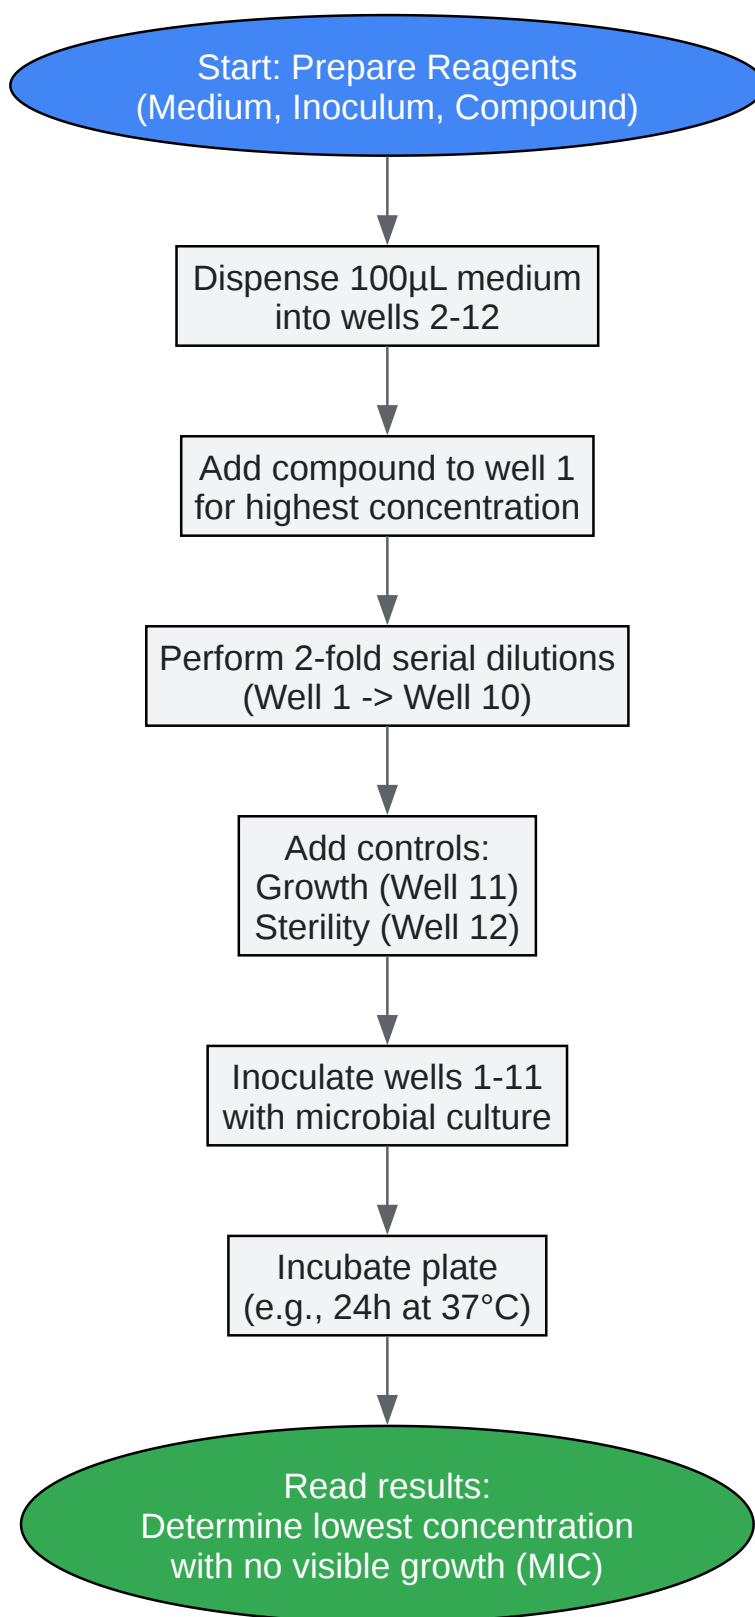 Start: Prepare Reagents
(Medium, Inoculum, Compound)
Dispense 100µL medium
into wells 2-12
Add compound to well 1
for highest concentration
Perform 2-fold serial dilutions
(Well 1 -> Well 10)
Add controls:
Growth (Well 11)
Sterility (Well 12)
Inoculate wells 1-11
with microbial culture
Incubate plate
(e.g., 24h at 37°C)
Read results:
Determine lowest concentration
with no visible growth (MIC)